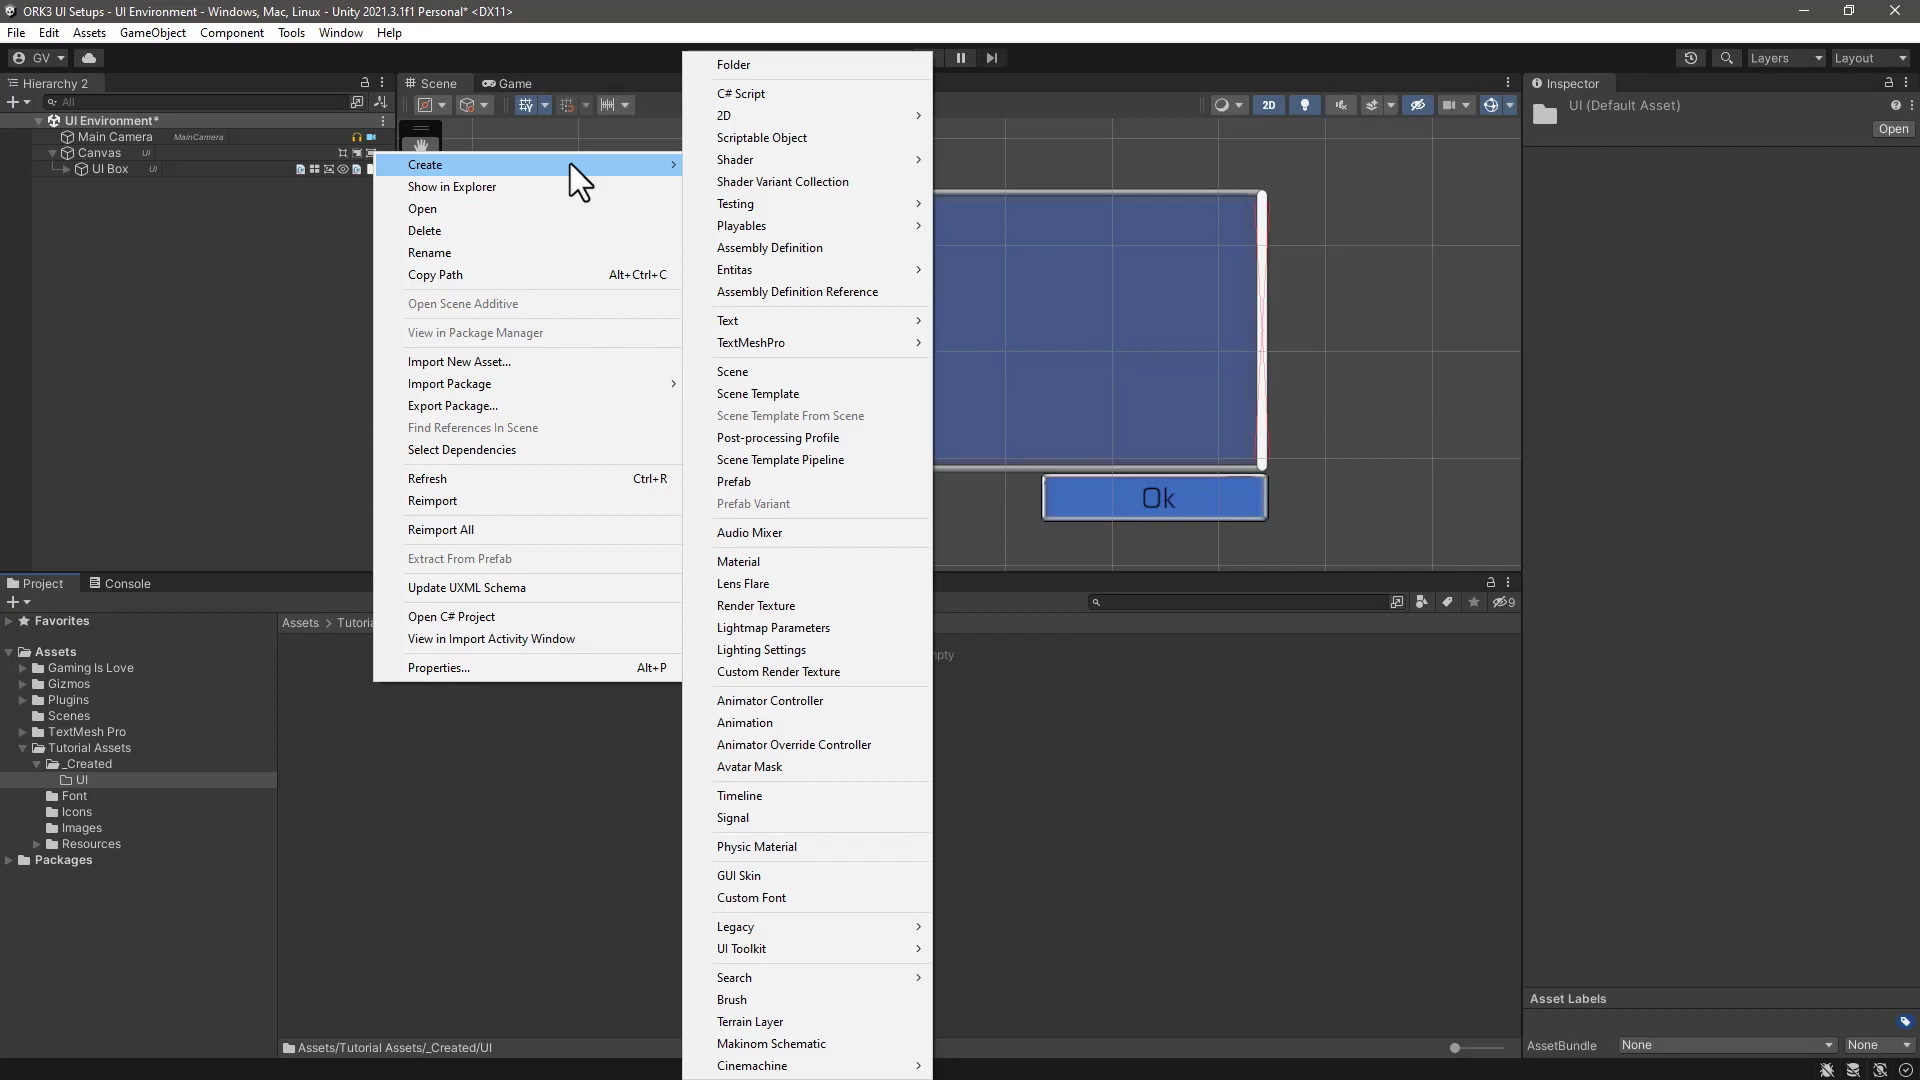 ORK3 UI Setups - UI Environment - Windows, Mac, Linux - Unity 2021.3.1f1 Personal* <DX11>
File Edit Assets GameObject Component Tools Window Help
GV
Layers
Layout
Hierarchy 2
All
UI Environment*
Main Camera MainCamera
Canvas UI
UI Box UI
Scene
Game
2D
Inspector
UI (Default Asset)
Open
Create
Show in Explorer
Open
Delete
Rename
Copy Path Alt+Ctrl+C
Open Scene Additive
View in Package Manager
Import New Asset...
Import Package
Export Package...
Find References In Scene
Select Dependencies
Refresh Ctrl+R
Reimport
Reimport All
Extract From Prefab
Update UXML Schema
Open C# Project
View in Import Activity Window
Properties... Alt+P
Folder
C# Script
2D
Scriptable Object
Shader
Shader Variant Collection
Testing
Playables
Assembly Definition
Entitas
Assembly Definition Reference
Text
TextMeshPro
Scene
Scene Template
Scene Template From Scene
Post-processing Profile
Scene Template Pipeline
Prefab
Prefab Variant
Audio Mixer
Material
Lens Flare
Render Texture
Lightmap Parameters
Lighting Settings
Custom Render Texture
Animator Controller
Animation
Animator Override Controller
Avatar Mask
Timeline
Signal
Physic Material
GUI Skin
Custom Font
Legacy
UI Toolkit
Search
Brush
Terrain Layer
Makinom Schematic
Cinemachine
Ok
Project
Console
9
Favorites
Assets
Gaming Is Love
Gizmos
Plugins
Scenes
TextMesh Pro
Tutorial Assets
_Created
UI
Font
Icons
Images
Resources
Packages
Assets > Tutoria
pty
Assets/Tutorial Assets/_Created/UI
Asset Labels
AssetBundle None None